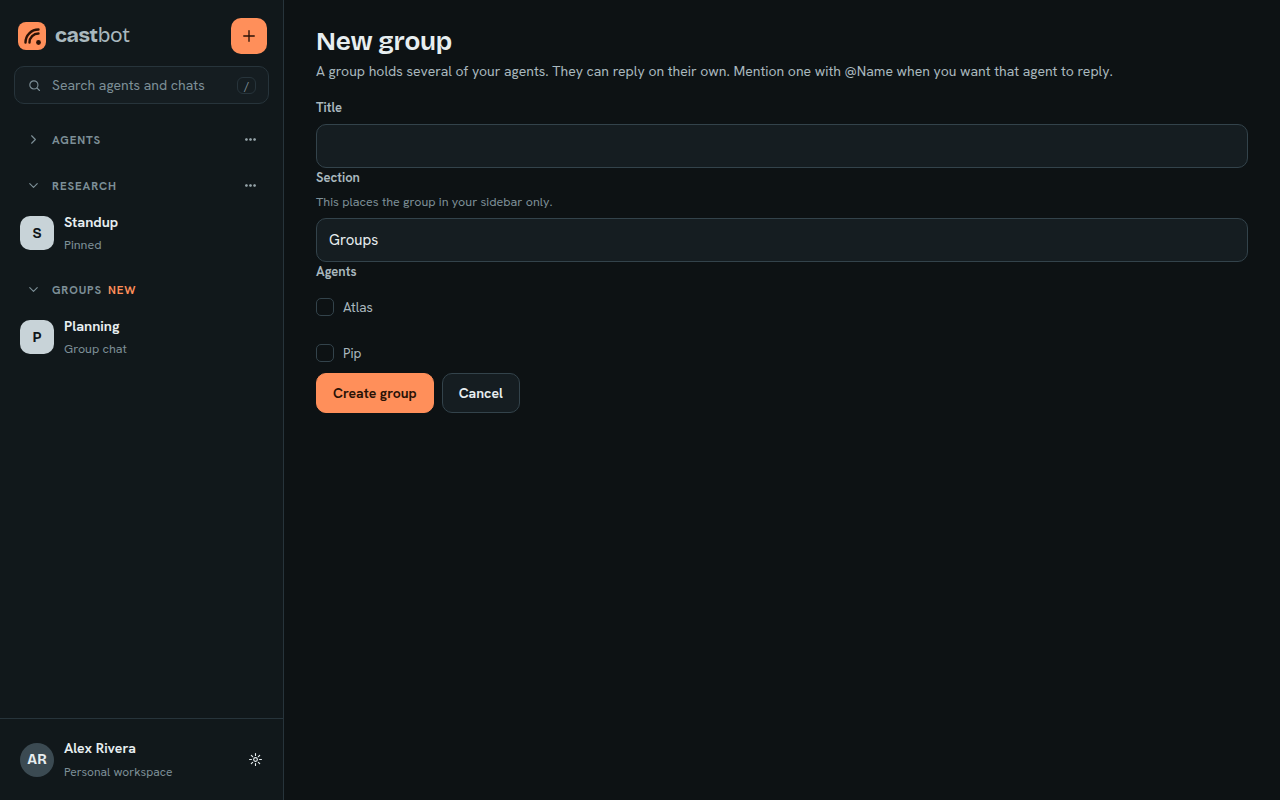 castbot
Search agents and chats /
AGENTS
RESEARCH
S Standup
Pinned
GROUPS NEW
P Planning
Group chat
AR Alex Rivera
Personal workspace
New group
A group holds several of your agents. They can reply on their own. Mention one with @Name when you want that agent to reply.
Title
Section
This places the group in your sidebar only.
Groups
Agents
Atlas
Pip
Create group Cancel